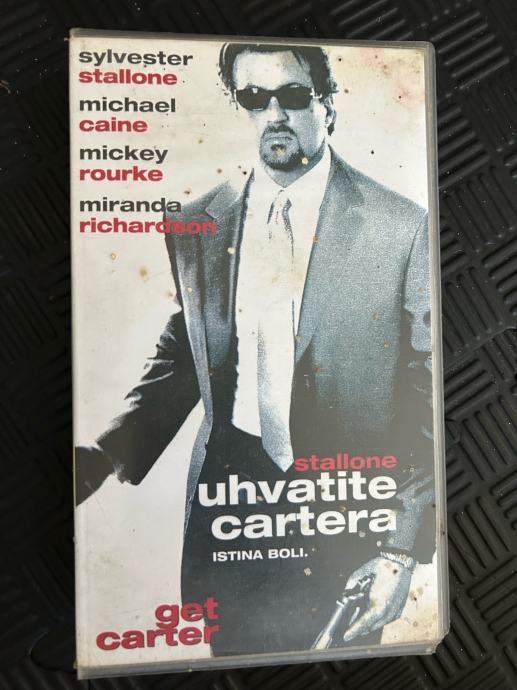 sylvester
stallone
michael
caine
mickey
rourke
miranda
richardson
stallone
uhvatite
cartera
ISTINA BOLI.
get
carter